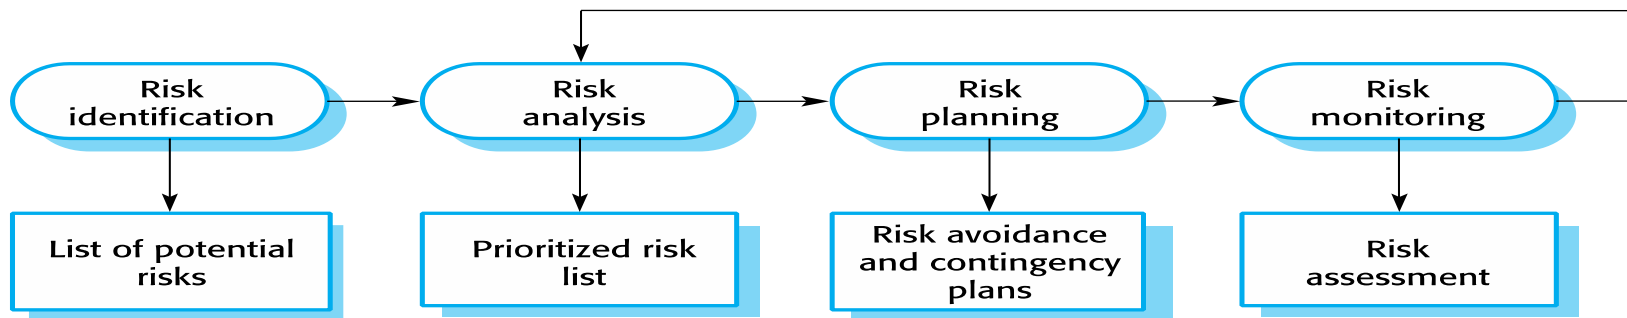 Risk
identification
Risk
analysis
Risk
planning
Risk
monitoring
List of potential
risks
Prioritized risk
list
Risk avoidance
and contingency
plans
Risk
assessment